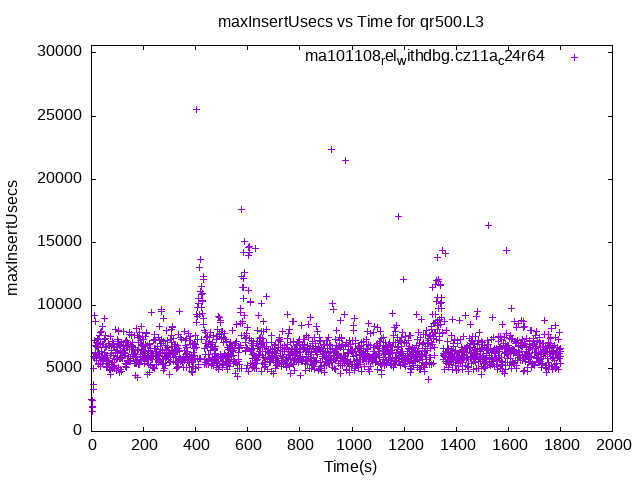 maxInsertUsecs vs Time for qr500.L3
ma101108_rel_withdbg.cz11a_c24r64
30000
25000
20000
15000
10000
5000
0
maxInsertUsecs
0 200 400 600 800 1000 1200 1400 1600 1800 2000
Time(s)